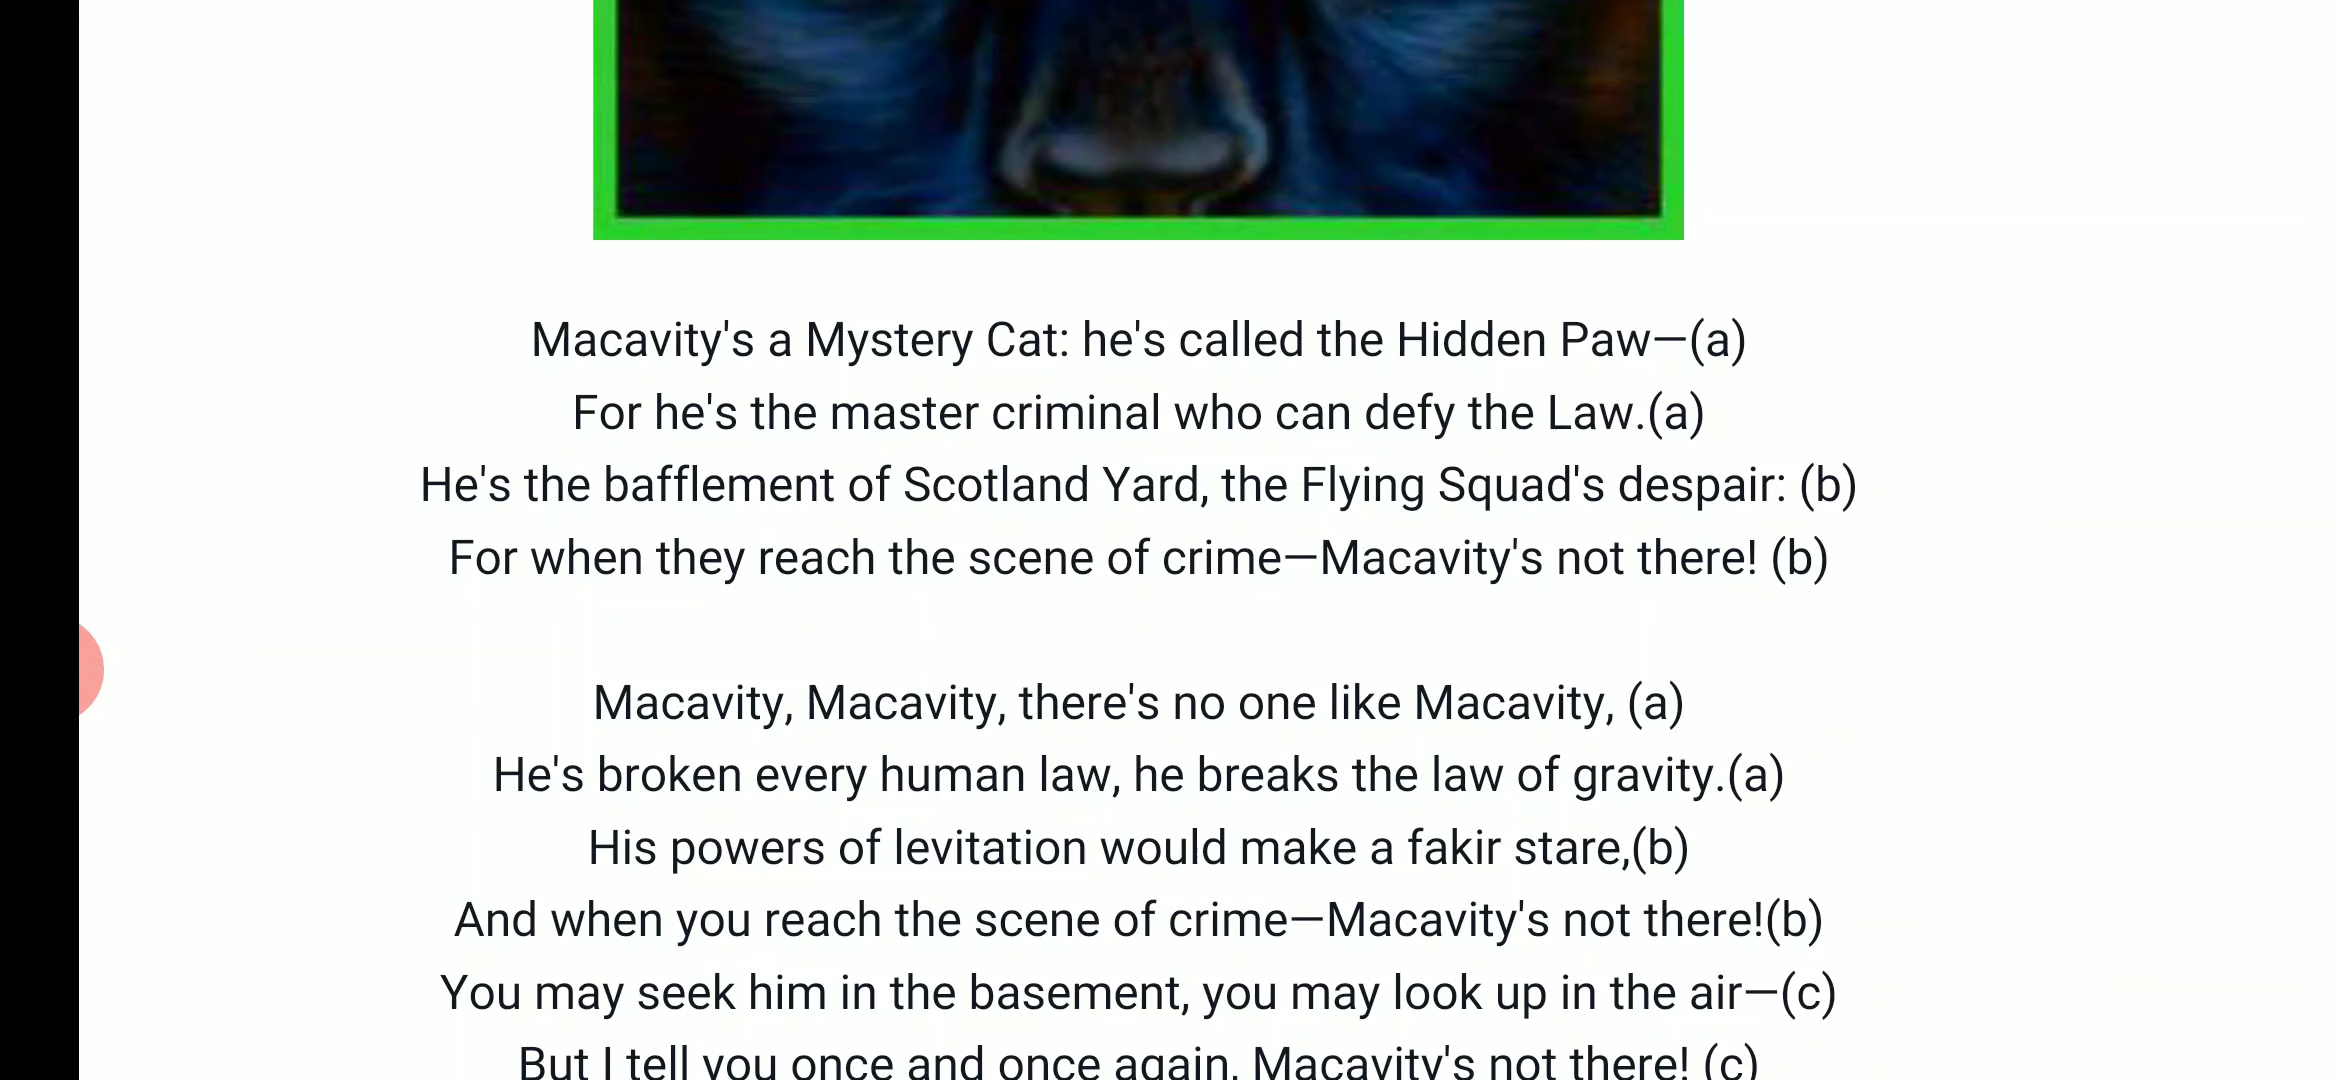 Macavity's a Mystery Cat: he's called the Hidden Paw—(a)
For he's the master criminal who can defy the Law.(a)
He's the bafflement of Scotland Yard, the Flying Squad's despair: (b)
For when they reach the scene of crime—Macavity's not there! (b)
Macavity, Macavity, there's no one like Macavity, (a)
He's broken every human law, he breaks the law of gravity.(a)
His powers of levitation would make a fakir stare,(b)
And when you reach the scene of crime—Macavity's not there!(b)
You may seek him in the basement, you may look up in the air—(c)
But I tell you once and once again, Macavity's not there! (c)